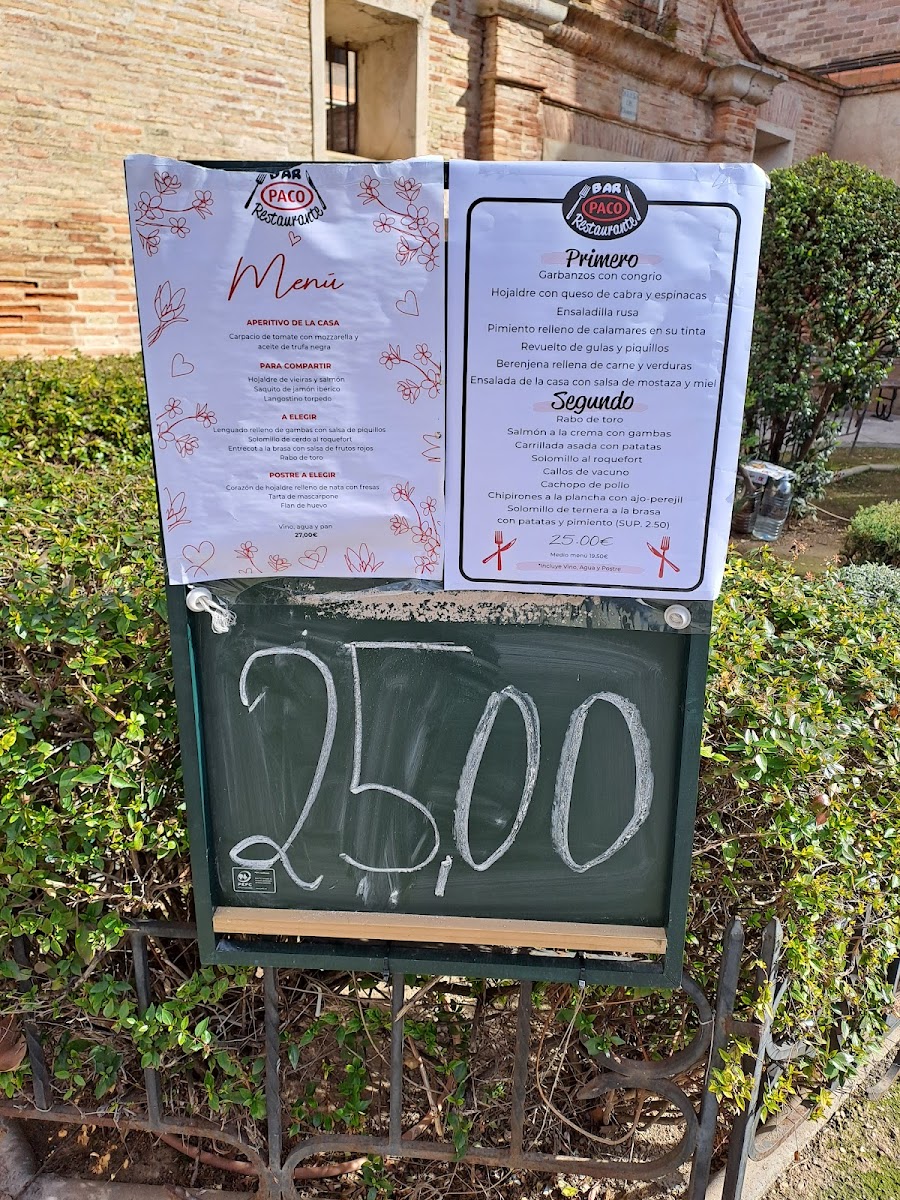 BAR
PACO
Restaurante
Menú
APERITIVO DE LA CASA
Carpacio de tomate con mozzarella y
aceite de trufa negra
PARA COMPARTIR
Hojaldre de vieiras y salmón
Saquito de jamón ibérico
Langostino torpedo
A ELEGIR
Lenguado relleno de gambas con salsa de piquillos
Solomillo de cerdo al roquefort
Entrecot a la brasa con salsa de frutos rojos
Rabo de toro
POSTRE A ELEGIR
Corazón de hojaldre relleno de nata con fresas
Tarta de mascarpone
Flan de huevo
Vino, agua y pan
27,00€
BAR
PACO
Restaurante
Primero
Garbanzos con congrio
Hojaldre con queso de cabra y espinacas
Ensaladilla rusa
Pimiento relleno de calamares en su tinta
Revuelto de gulas y piquillos
Berenjena rellena de carne y verduras
Ensalada de la casa con salsa de mostaza y miel
Segundo
Rabo de toro
Salmón a la crema con gambas
Carrillada asada con patatas
Solomillo al roquefort
Callos de vacuno
Cachopo de pollo
Chipirones a la plancha con ajo-perejil
Solomillo de ternera a la brasa
con patatas y pimiento (SUP. 2.50)
25.00€
Medio menú 19,50€
*Incluye Vino, Agua y Postre
25,00
PEFC